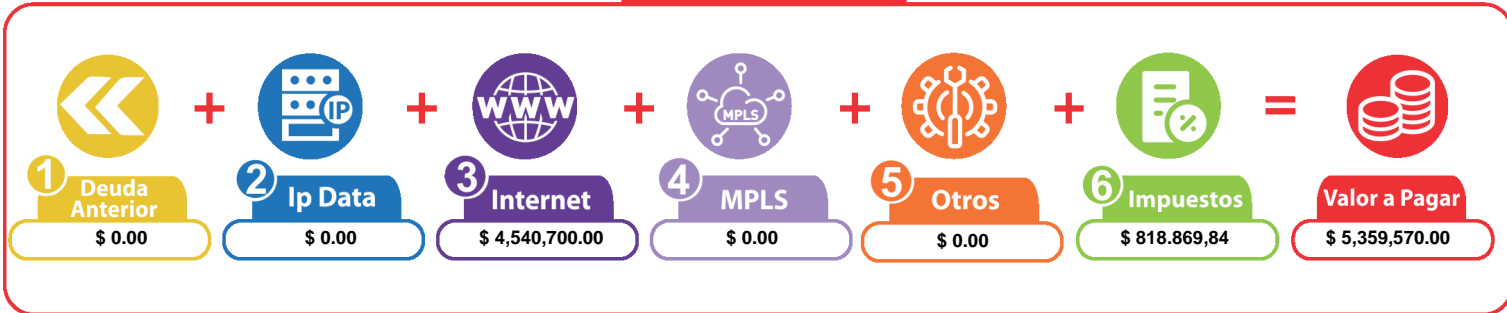 + IP + WWW + MPLS + + =
1 Deuda Anterior
$ 0.00
2 Ip Data
$ 0.00
3 Internet
$ 4,540,700.00
4 MPLS
$ 0.00
5 Otros
$ 0.00
6 Impuestos
$ 818.869,84
Valor a Pagar
$ 5,359,570.00